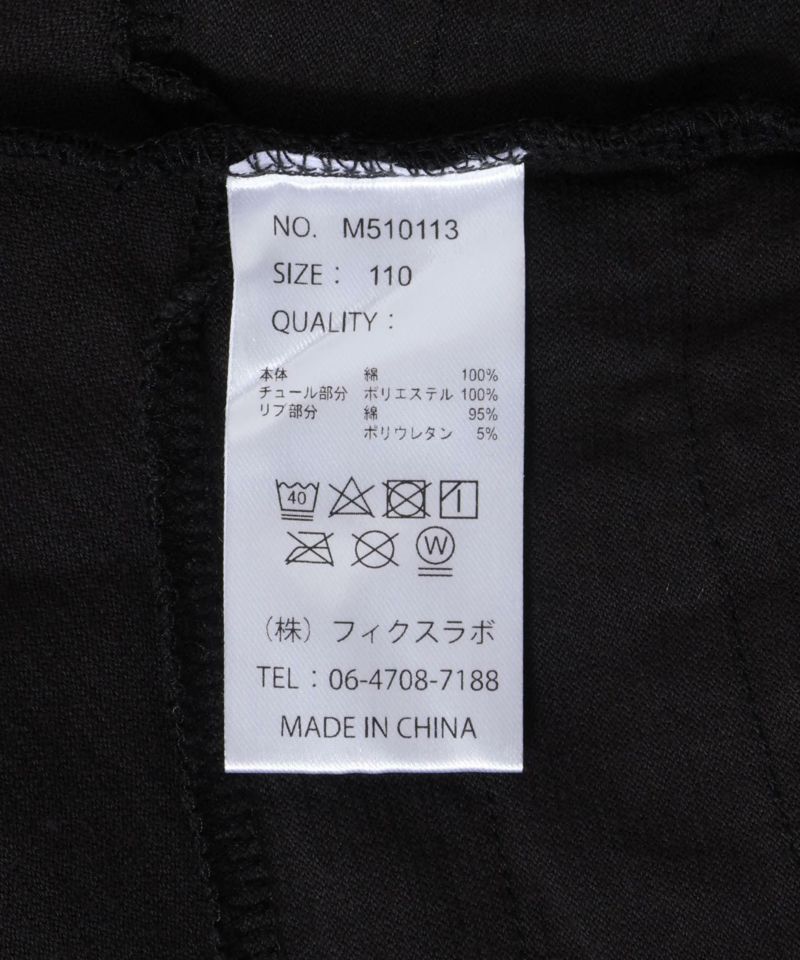 NO. M510113
SIZE : 110
QUALITY :
本体 綿 100%
チュール部分 ポリエステル 100%
リブ部分 綿 95%
ポリウレタン 5%
40
W
(株) フィクスラボ
TEL : 06-4708-7188
MADE IN CHINA